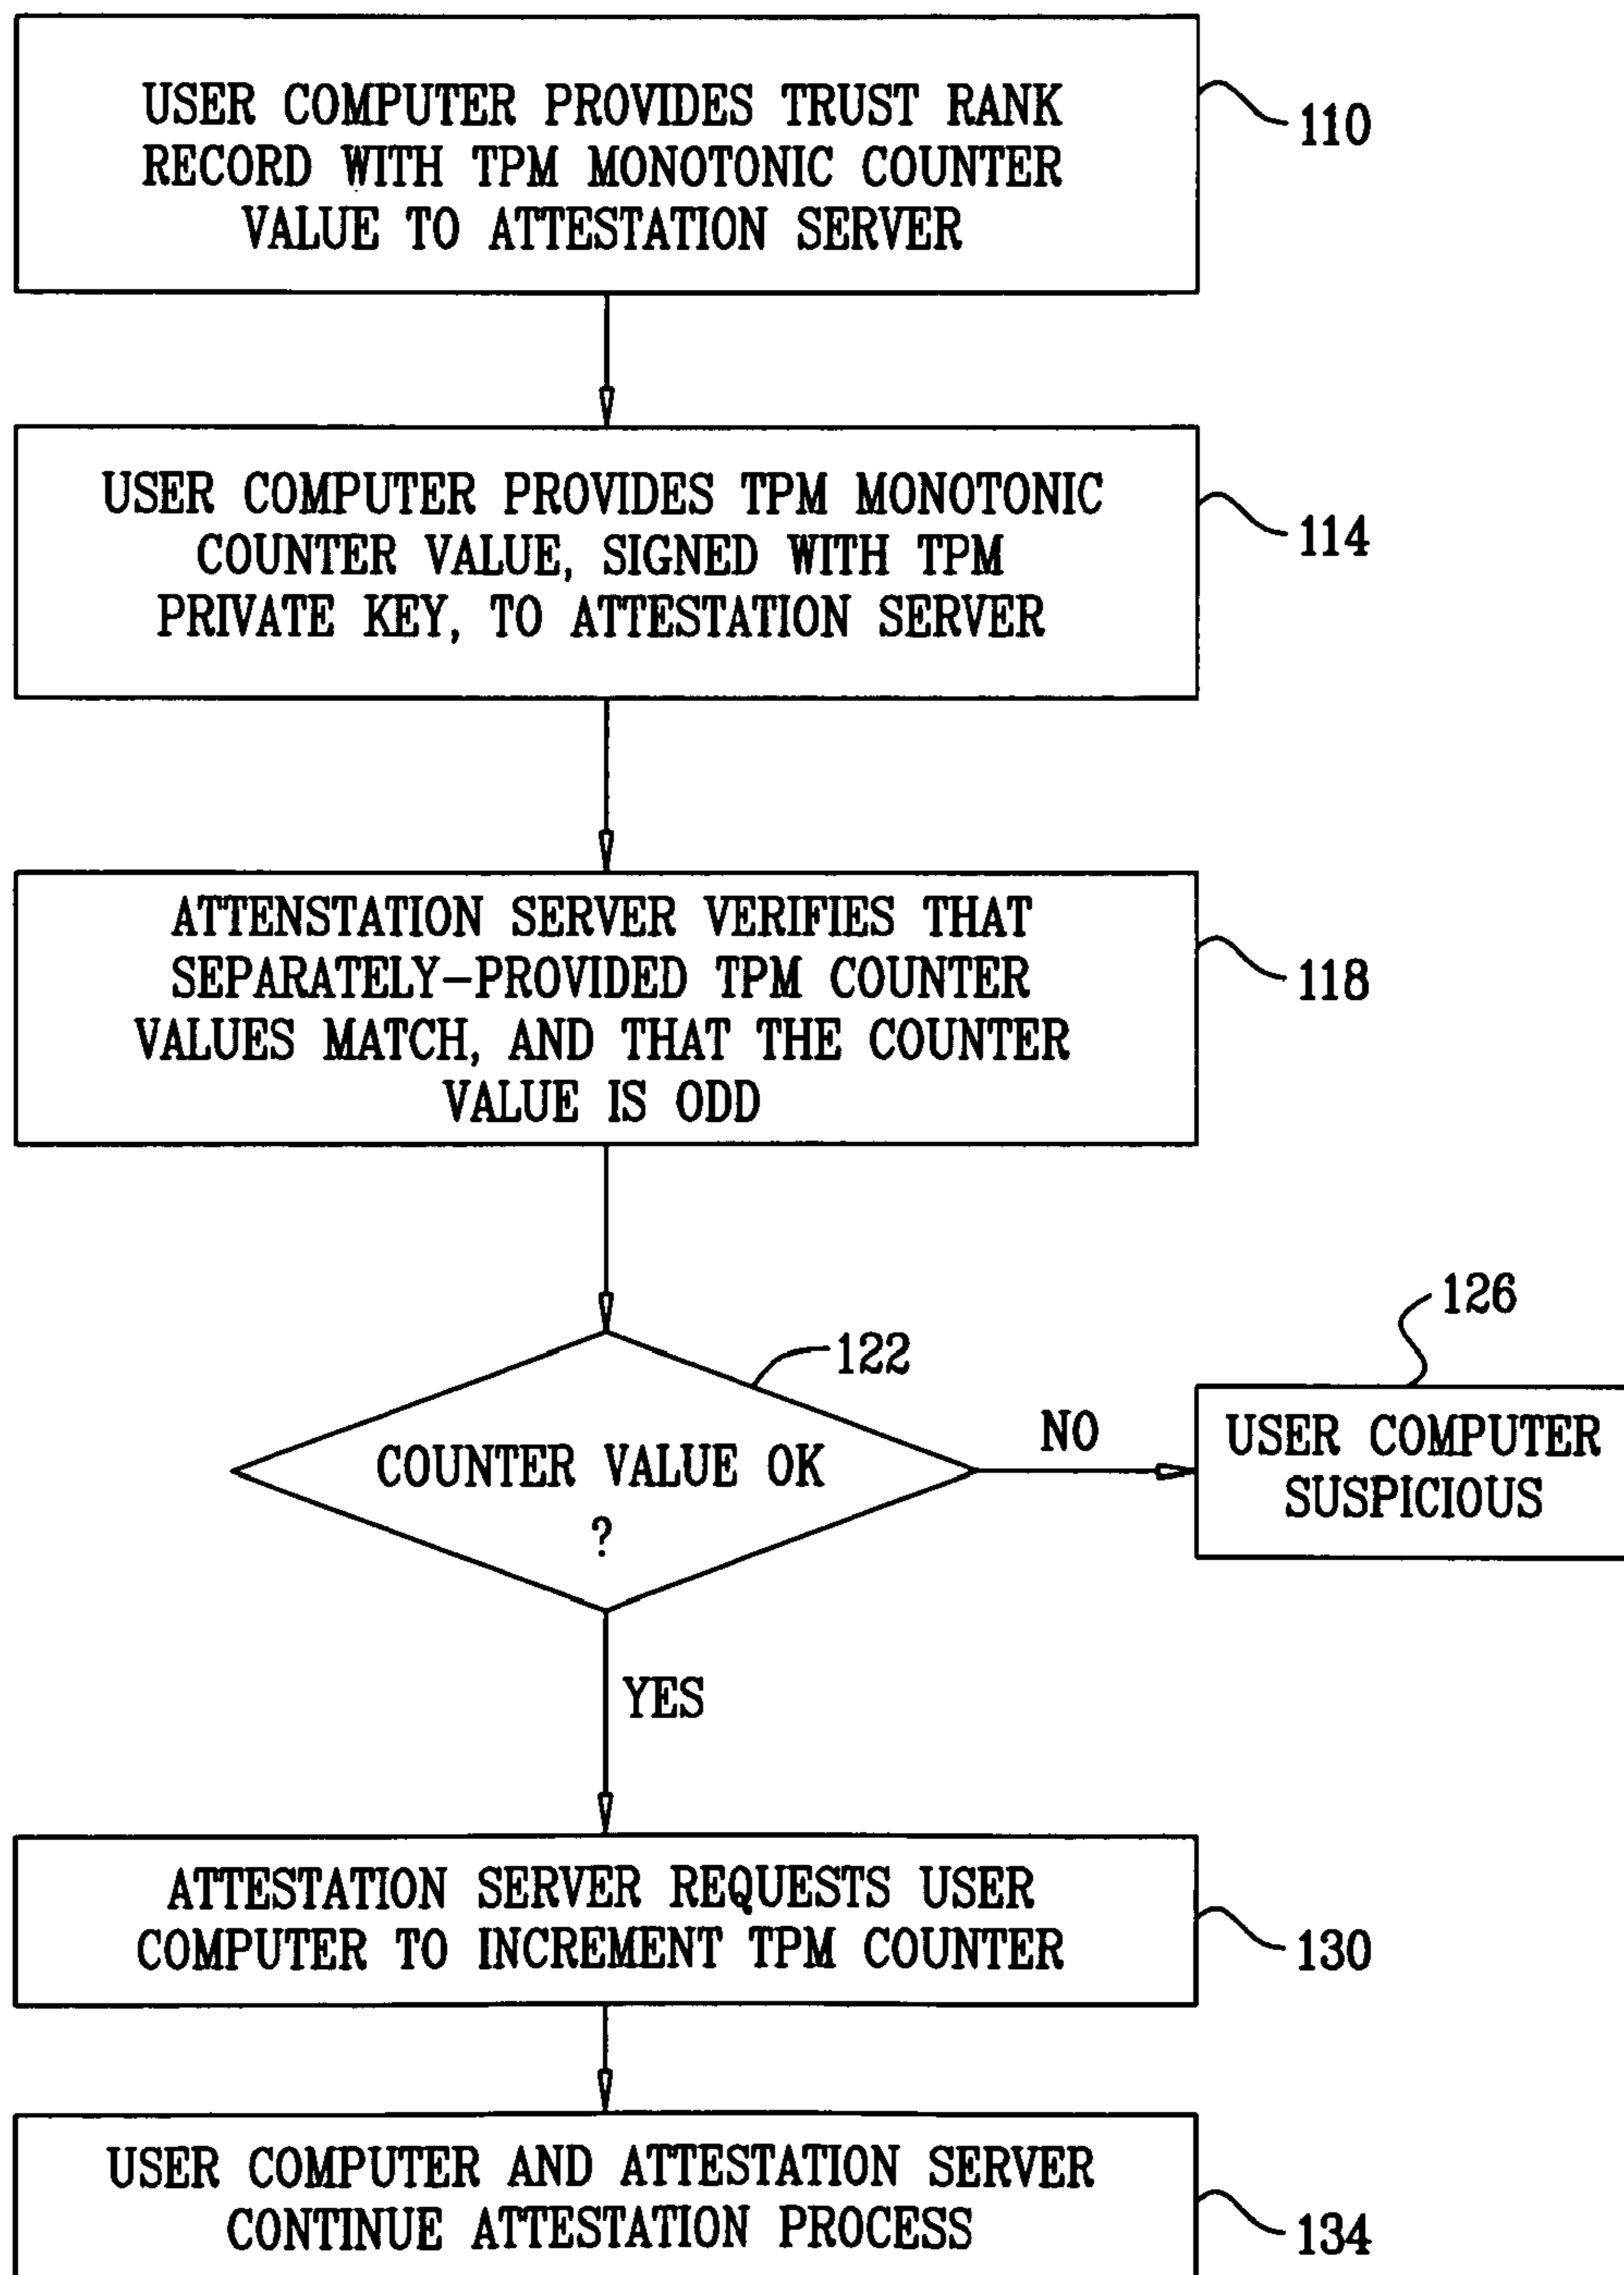 USER COMPUTER PROVIDES TRUST RANK
RECORD WITH TPM MONOTONIC COUNTER
VALUE TO ATTESTATION SERVER
110
USER COMPUTER PROVIDES TPM MONOTONIC
COUNTER VALUE, SIGNED WITH TPM
PRIVATE KEY, TO ATTESTATION SERVER
114
ATTENSTATION SERVER VERIFIES THAT
SEPARATELY-PROVIDED TPM COUNTER
VALUES MATCH, AND THAT THE COUNTER
VALUE IS ODD
118
122
COUNTER VALUE OK
?
NO
126
USER COMPUTER
SUSPICIOUS
YES
ATTESTATION SERVER REQUESTS USER
COMPUTER TO INCREMENT TPM COUNTER
130
USER COMPUTER AND ATTESTATION SERVER
CONTINUE ATTESTATION PROCESS
134